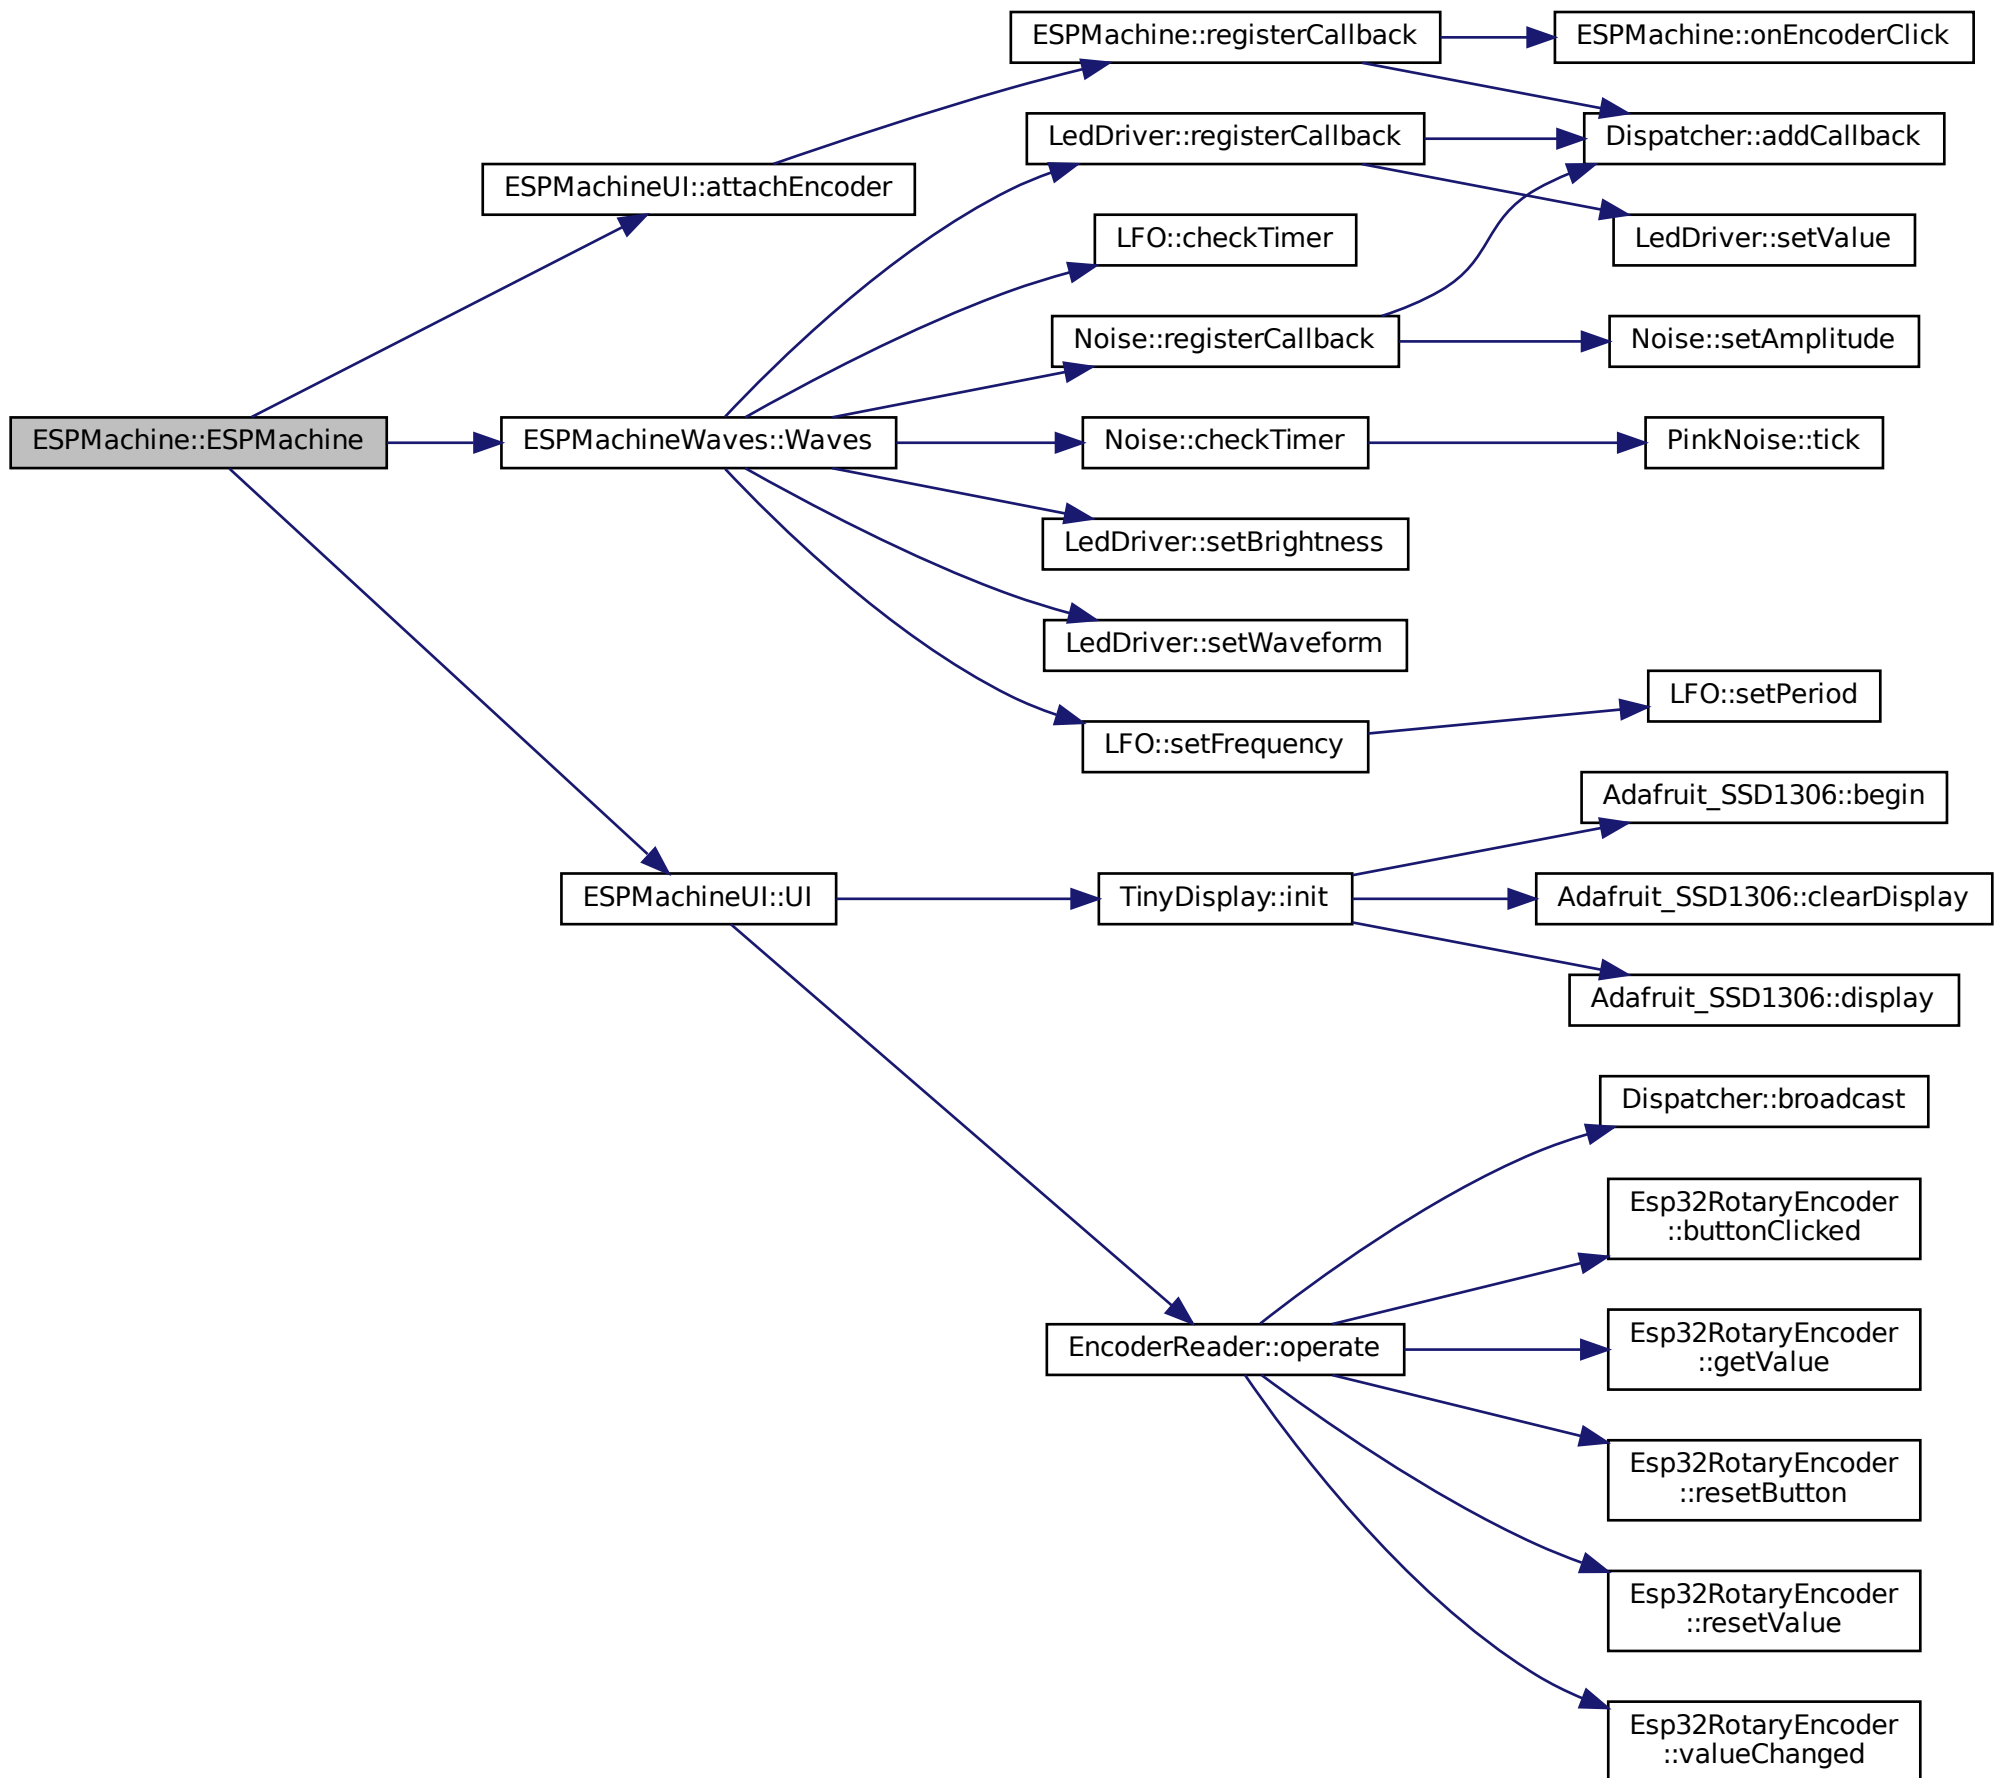 ESPMachine::registerCallback
ESPMachine::onEncoderClick
LedDriver::registerCallback
Dispatcher::addCallback
ESPMachineUI::attachEncoder
LFO::checkTimer
LedDriver::setValue
Noise::registerCallback
Noise::setAmplitude
ESPMachine::ESPMachine
ESPMachineWaves::Waves
Noise::checkTimer
PinkNoise::tick
LedDriver::setBrightness
LedDriver::setWaveform
LFO::setPeriod
LFO::setFrequency
Adafruit_SSD1306::begin
ESPMachineUI::UI
TinyDisplay::init
Adafruit_SSD1306::clearDisplay
Adafruit_SSD1306::display
Dispatcher::broadcast
Esp32RotaryEncoder
::buttonClicked
EncoderReader::operate
Esp32RotaryEncoder
::getValue
Esp32RotaryEncoder
::resetButton
Esp32RotaryEncoder
::resetValue
Esp32RotaryEncoder
::valueChanged